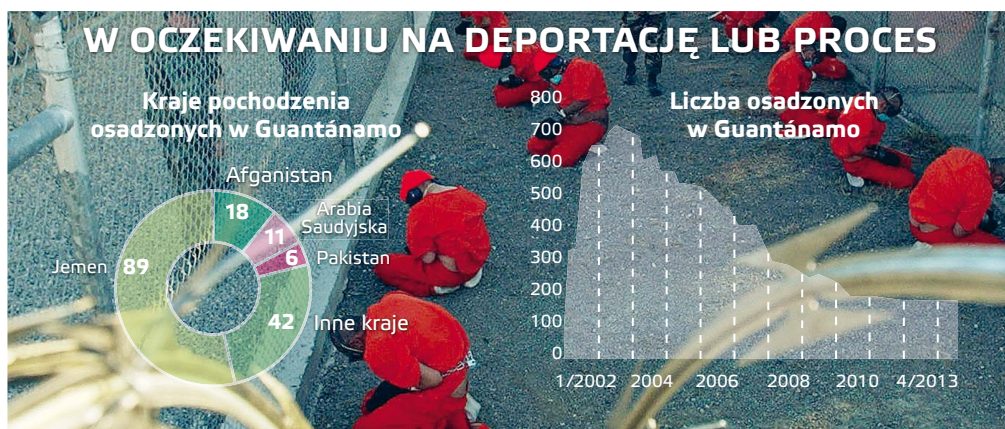 W OCZEKIWANIU NA DEPORTACJĘ LUB PROCES
Kraje pochodzenia
osadzonych w Guantánamo
Afganistan
18
Arabia
Saudyjska
11
Pakistan
6
Jemen
89
42
Inne kraje
Liczba osadzonych
w Guantánamo
800
700
600
500
400
300
200
100
0
1/2002 2004 2006 2008 2010 4/2013